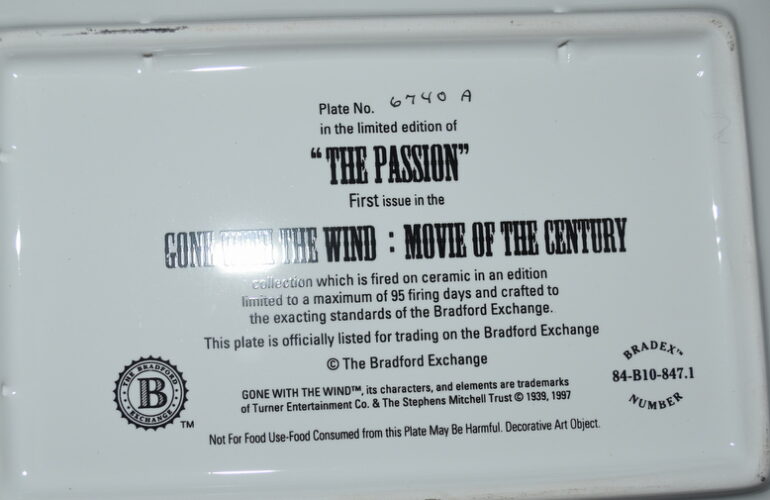 Plate No. 6740 A
in the limited edition of
"THE PASSION"
First issue in the
GONE WITH THE WIND : MOVIE OF THE CENTURY
collection which is fired on ceramic in an edition
limited to a maximum of 95 firing days and crafted to
the exacting standards of the Bradford Exchange.
This plate is officially listed for trading on the Bradford Exchange
© The Bradford Exchange
GONE WITH THE WIND™, its characters, and elements are trademarks
of Turner Entertainment Co. & The Stephens Mitchell Trust © 1939, 1997
Not For Food Use-Food Consumed from this Plate May Be Harmful. Decorative Art Object.
THE BRADFORD
B
EXCHANGE
TM
BRADEX™
84-B10-847.1
NUMBER